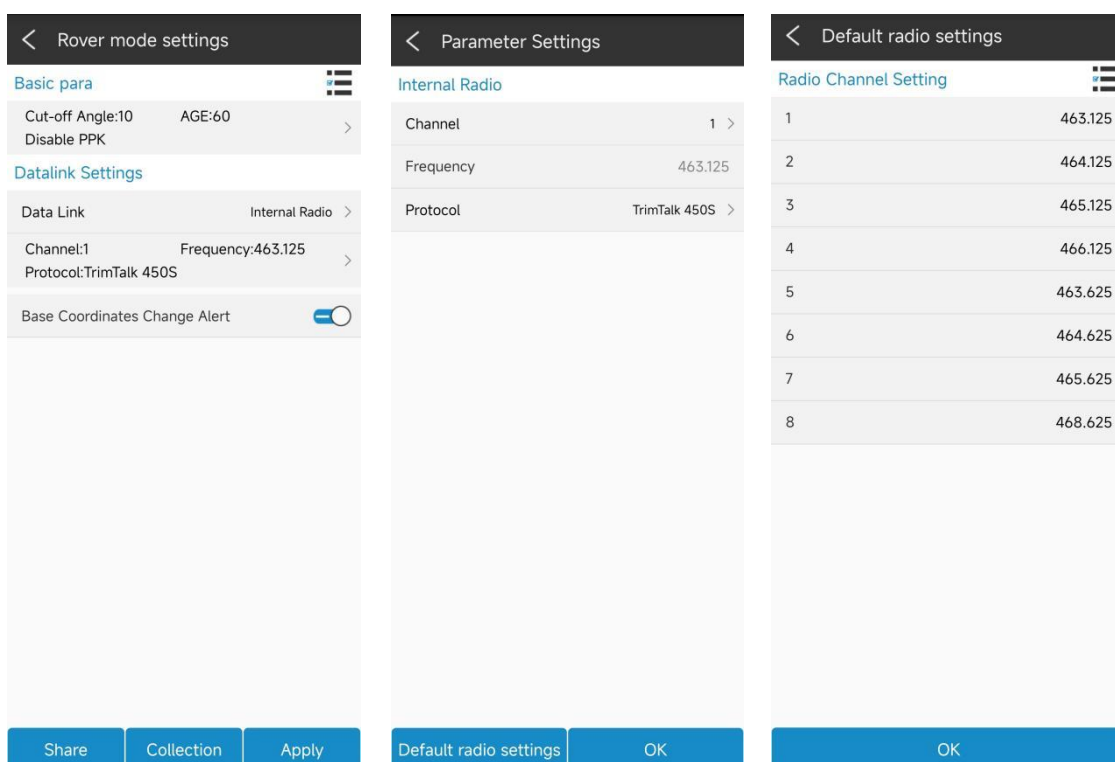 Rover mode settings
Basic para
Cut-off Angle:10 AGE:60
Disable PPK
Datalink Settings
Data Link Internal Radio
Channel:1 Frequency:463.125
Protocol:TrimTalk 450S
Base Coordinates Change Alert
Share Collection Apply
Parameter Settings
Internal Radio
Channel 1
Frequency 463.125
Protocol TrimTalk 450S
Default radio settings OK
Default radio settings
Radio Channel Setting
1 463.125
2 464.125
3 465.125
4 466.125
5 463.625
6 464.625
7 465.625
8 468.625
OK